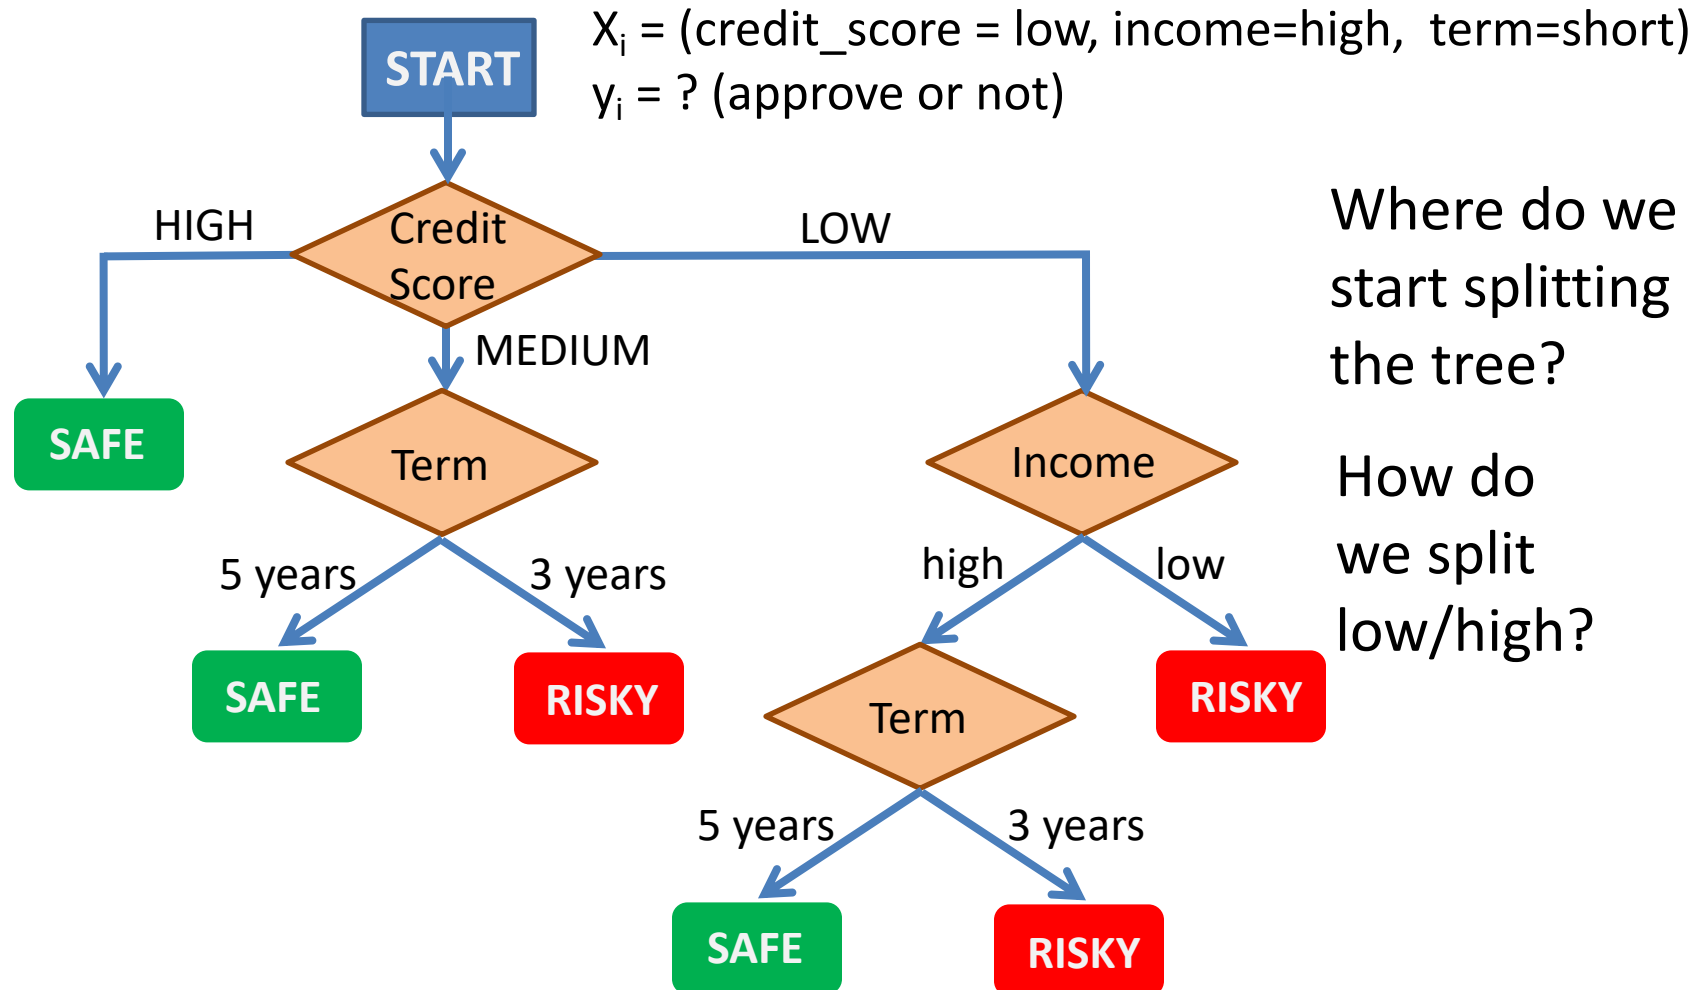 START
Xi = (credit_score = low, income=high, term=short)
yi = ? (approve or not)
HIGH
Credit
Score
LOW
MEDIUM
Where do we
start splitting
the tree?
SAFE
Term
Income
How do
we split
low/high?
5 years
3 years
high
low
SAFE
RISKY
Term
RISKY
5 years
3 years
SAFE
RISKY